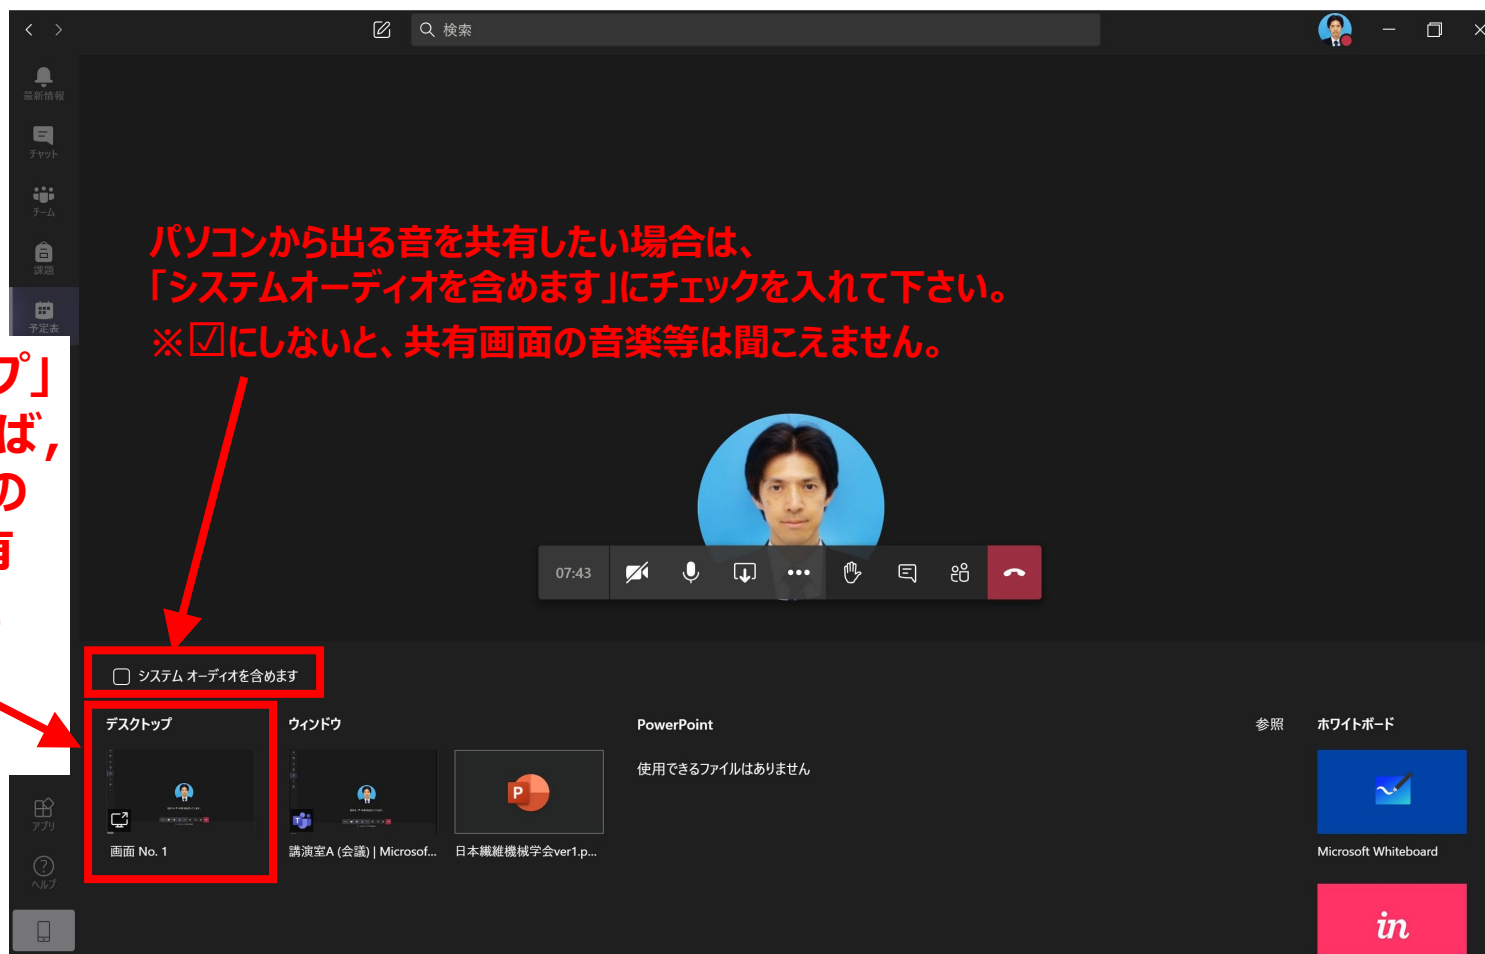 検索
最新情報
チャット
チーム
課題
予定表
パソコンから出る音を共有したい場合は、
「システムオーディオを含めます」にチェックを入れて下さい。
※☑にしないと、共有画面の音楽等は聞こえません。
プ」
ば，
の
有
07:43
システム オーディオを含めます
デスクトップ
ウィンドウ
PowerPoint
参照
ホワイトボード
使用できるファイルはありません
画面 No. 1
講演室A (会議) | Microsof...
P
日本繊維機械学会ver1.p...
Microsoft Whiteboard
in
アプリ
ヘルプ